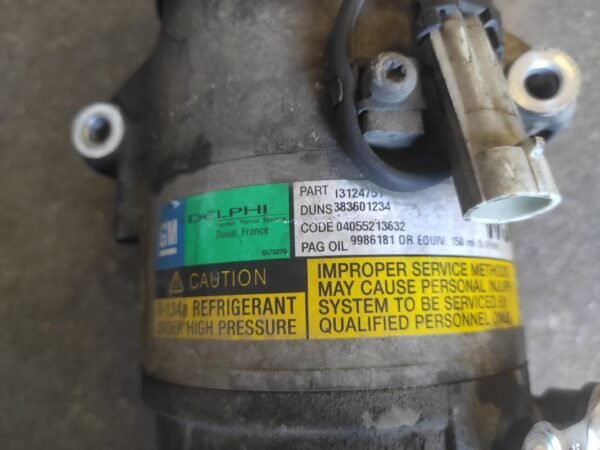 GM
DELPHI
Douai, France
6570276
PART 13124751
DUNS 383601234
CODE 04055213632
PAG OIL 9986181 OR EQUIV. 150 ml
CAUTION
R-134a REFRIGERANT
UNDER HIGH PRESSURE
IMPROPER SERVICE METHODS
MAY CAUSE PERSONAL INJURY
SYSTEM TO BE SERVICED BY
QUALIFIED PERSONNEL ONLY